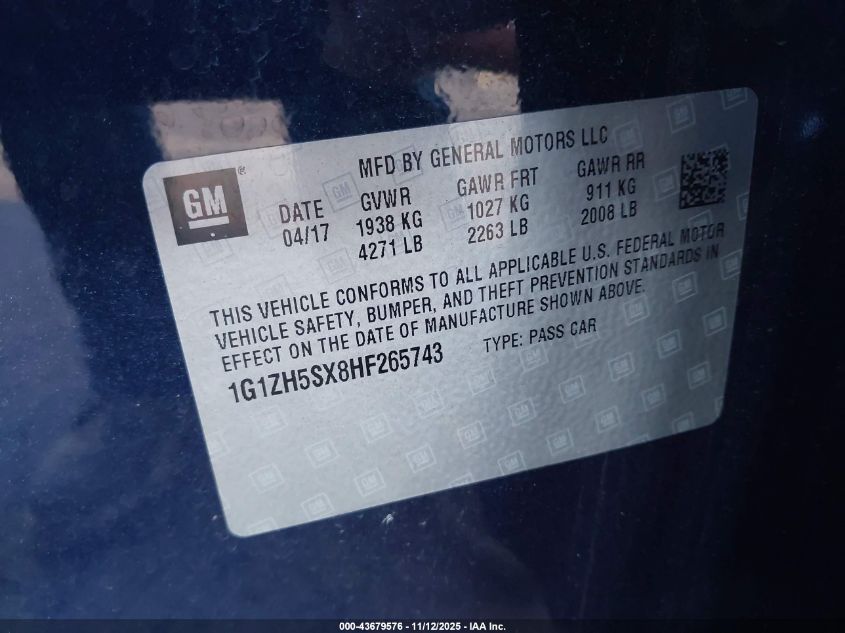 MFD BY GENERAL MOTORS LLC
GM®
DATE GVWR GAWR FRT GAWR RR
04/17 1938 KG 1027 KG 911 KG
4271 LB 2263 LB 2008 LB
THIS VEHICLE CONFORMS TO ALL APPLICABLE U.S. FEDERAL MOTOR
VEHICLE SAFETY, BUMPER, AND THEFT PREVENTION STANDARDS IN
EFFECT ON THE DATE OF MANUFACTURE SHOWN ABOVE.
1G1ZH5SX8HF265743 TYPE: PASS CAR
000-43679576 - 11/12/2025 - IAA Inc.